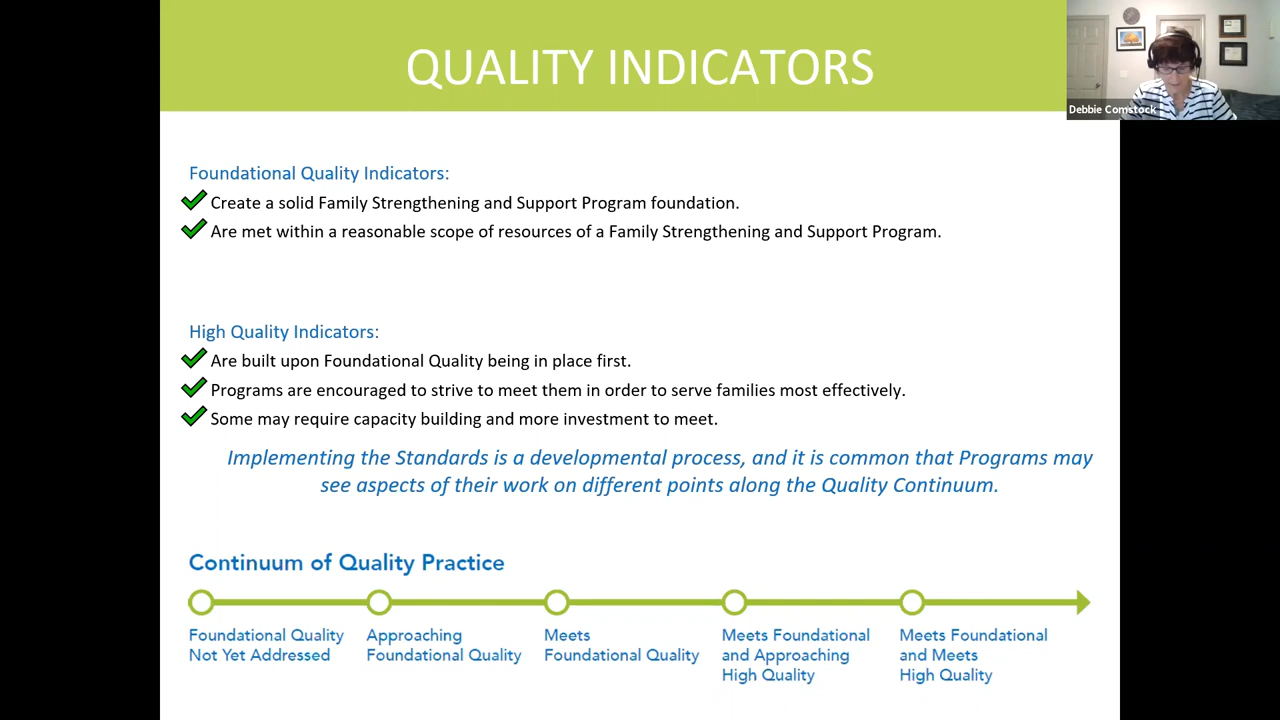 QUALITY INDICATORS
Debbie Comstock
Foundational Quality Indicators:
Create a solid Family Strengthening and Support Program foundation.
Are met within a reasonable scope of resources of a Family Strengthening and Support Program.
High Quality Indicators:
Are built upon Foundational Quality being in place first.
Programs are encouraged to strive to meet them in order to serve families most effectively.
Some may require capacity building and more investment to meet.
Implementing the Standards is a developmental process, and it is common that Programs may
see aspects of their work on different points along the Quality Continuum.
Continuum of Quality Practice
Foundational Quality
Not Yet Addressed
Approaching
Foundational Quality
Meets
Foundational Quality
Meets Foundational
and Approaching
High Quality
Meets Foundational
and Meets
High Quality